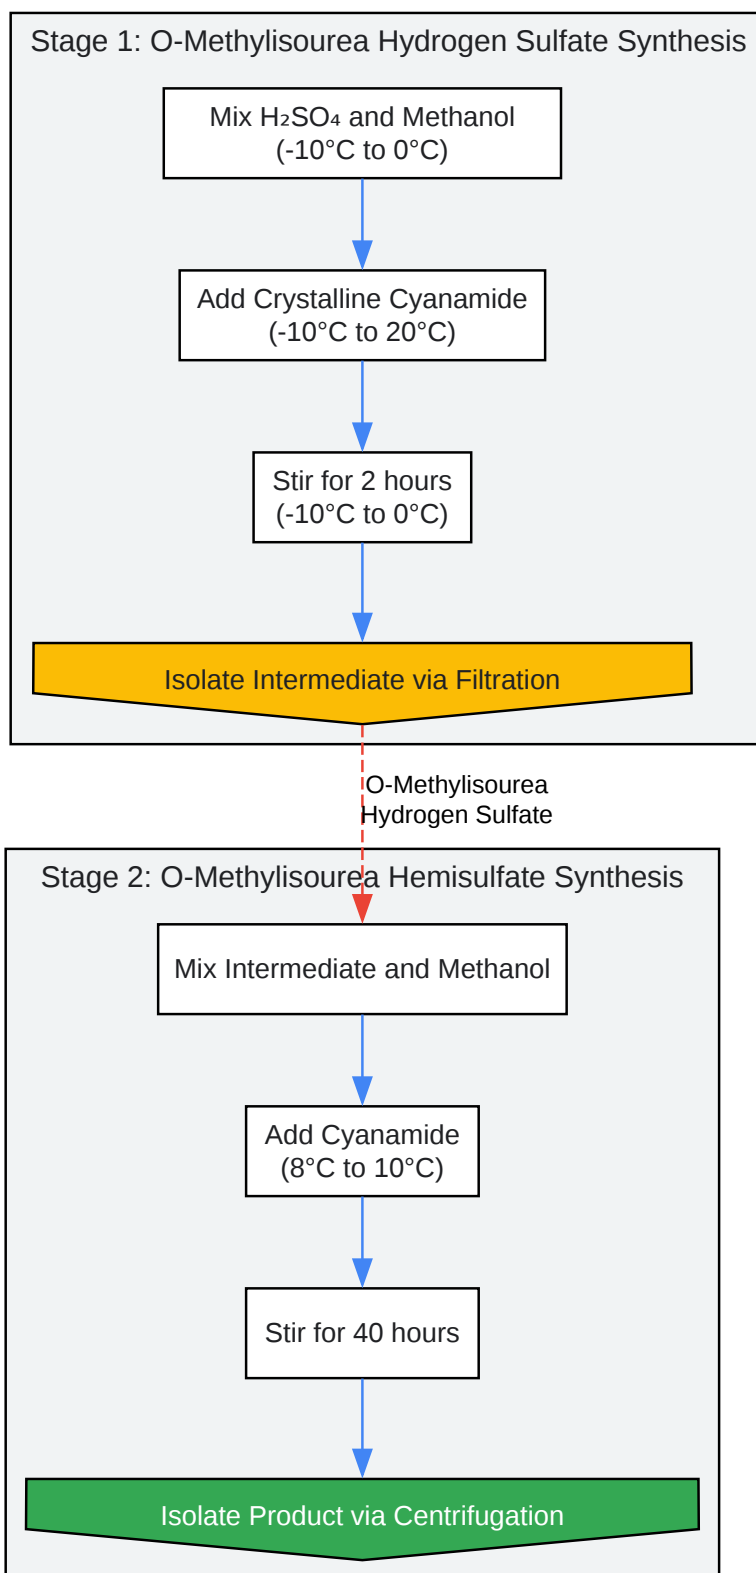 Stage 1: O-Methylisourea Hydrogen Sulfate Synthesis
Mix H₂SO₄ and Methanol
(-10°C to 0°C)
Add Crystalline Cyanamide
(-10°C to 20°C)
Stir for 2 hours
(-10°C to 0°C)
Isolate Intermediate via Filtration
O-Methylisourea
Hydrogen Sulfate
Stage 2: O-Methylisourea Hemisulfate Synthesis
Mix Intermediate and Methanol
Add Cyanamide
(8°C to 10°C)
Stir for 40 hours
Isolate Product via Centrifugation